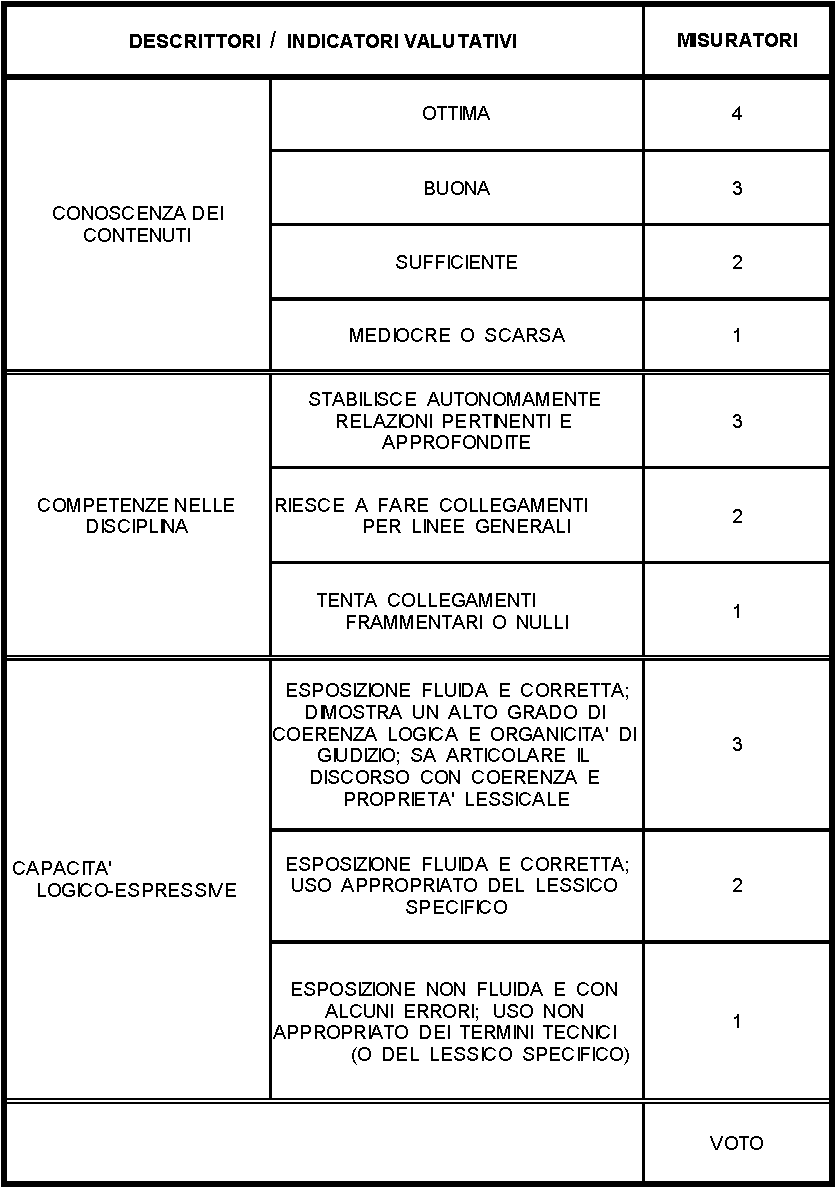 DESCRITTORI / INDICATORI VALUTATIVI
MISURATORI
CONOSCENZA DEI
CONTENUTI
OTTIMA
4
BUONA
3
SUFFICIENTE
2
MEDIOCRE O SCARSA
1
COMPETENZE NELLE
DISCIPLINA
STABILISCE AUTONOMAMENTE
RELAZIONI PERTINENTI E
APPROFONDITE
3
RIESCE A FARE COLLEGAMENTI
PER LINEE GENERALI
2
TENTA COLLEGAMENTI
FRAMMENTARI O NULLI
1
CAPACITA'
LOGICO-ESPRESSIVE
ESPOSIZIONE FLUIDA E CORRETTA;
DIMOSTRA UN ALTO GRADO DI
COERENZA LOGICA E ORGANICITA' DI
GIUDIZIO; SA ARTICOLARE IL
DISCORSO CON COERENZA E
PROPRIETA' LESSICALE
3
ESPOSIZIONE FLUIDA E CORRETTA;
USO APPROPRIATO DEL LESSICO
SPECIFICO
2
ESPOSIZIONE NON FLUIDA E CON
ALCUNI ERRORI; USO NON
APPROPRIATO DEI TERMINI TECNICI
(O DEL LESSICO SPECIFICO)
1
VOTO